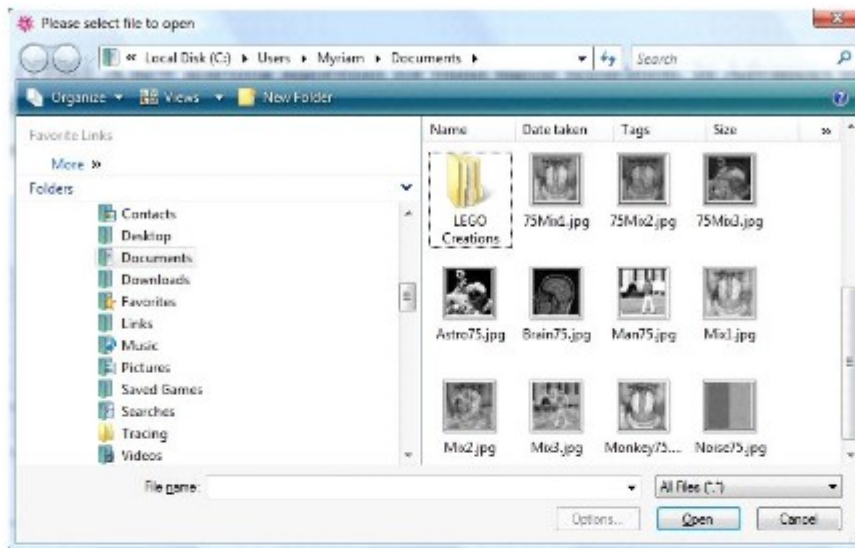 Please select file to open
« Local Disk (C:) ▸ Users ▸ Myriam ▸ Documents ▸
Search
Organize Views New Folder
Favorite Links
More »
Folders
Contacts
Desktop
Documents
Downloads
Favorites
Links
Music
Pictures
Saved Games
Searches
Tracing
Videos
Name Date taken Tags Size »
LEGO Creations
75Mix1.jpg 75Mix2.jpg 75Mix3.jpg
Astro75.jpg Brain75.jpg Man75.jpg Mix1.jpg
Mix2.jpg Mix3.jpg Monkey75.... Noise75.jpg
File name:
All Files (*.*)
Options... Open Cancel